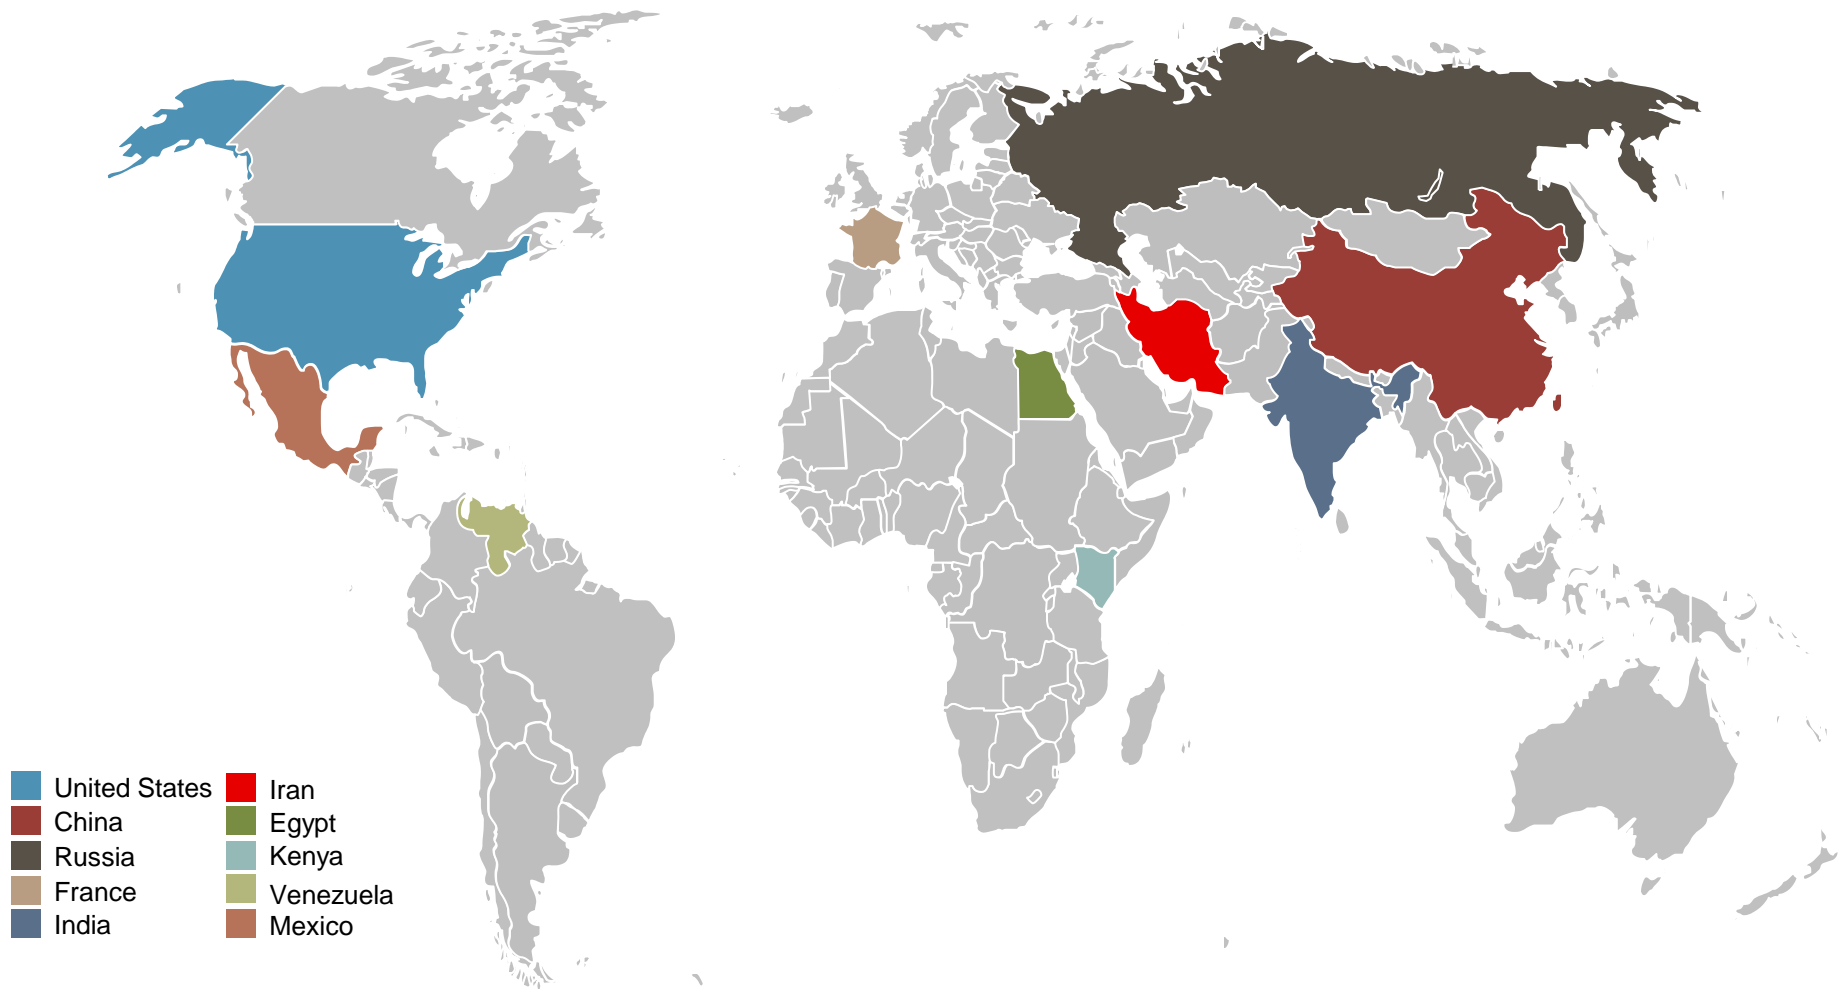 United States
China
Russia
France
India
Iran
Egypt
Kenya
Venezuela
Mexico